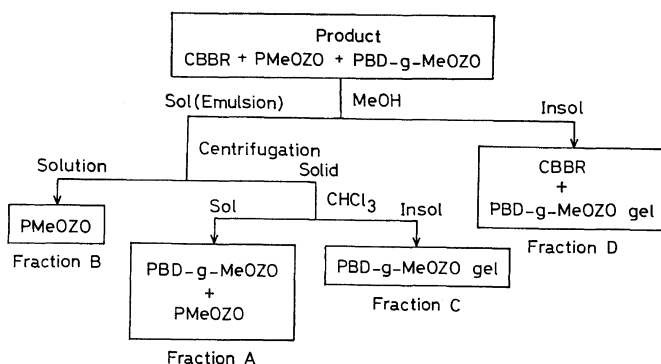 Product
CBBR + PMeOZO + PBD-g-MeOZO
Sol(Emulsion)
MeOH
Insol
Centrifugation
Solution
Solid
CBBR
+
PBD-g-MeOZO gel
Fraction D
PMeOZO
Fraction B
Sol
CHCl3
Insol
PBD-g-MeOZO
+
PMeOZO
Fraction A
PBD-g-MeOZO gel
Fraction C